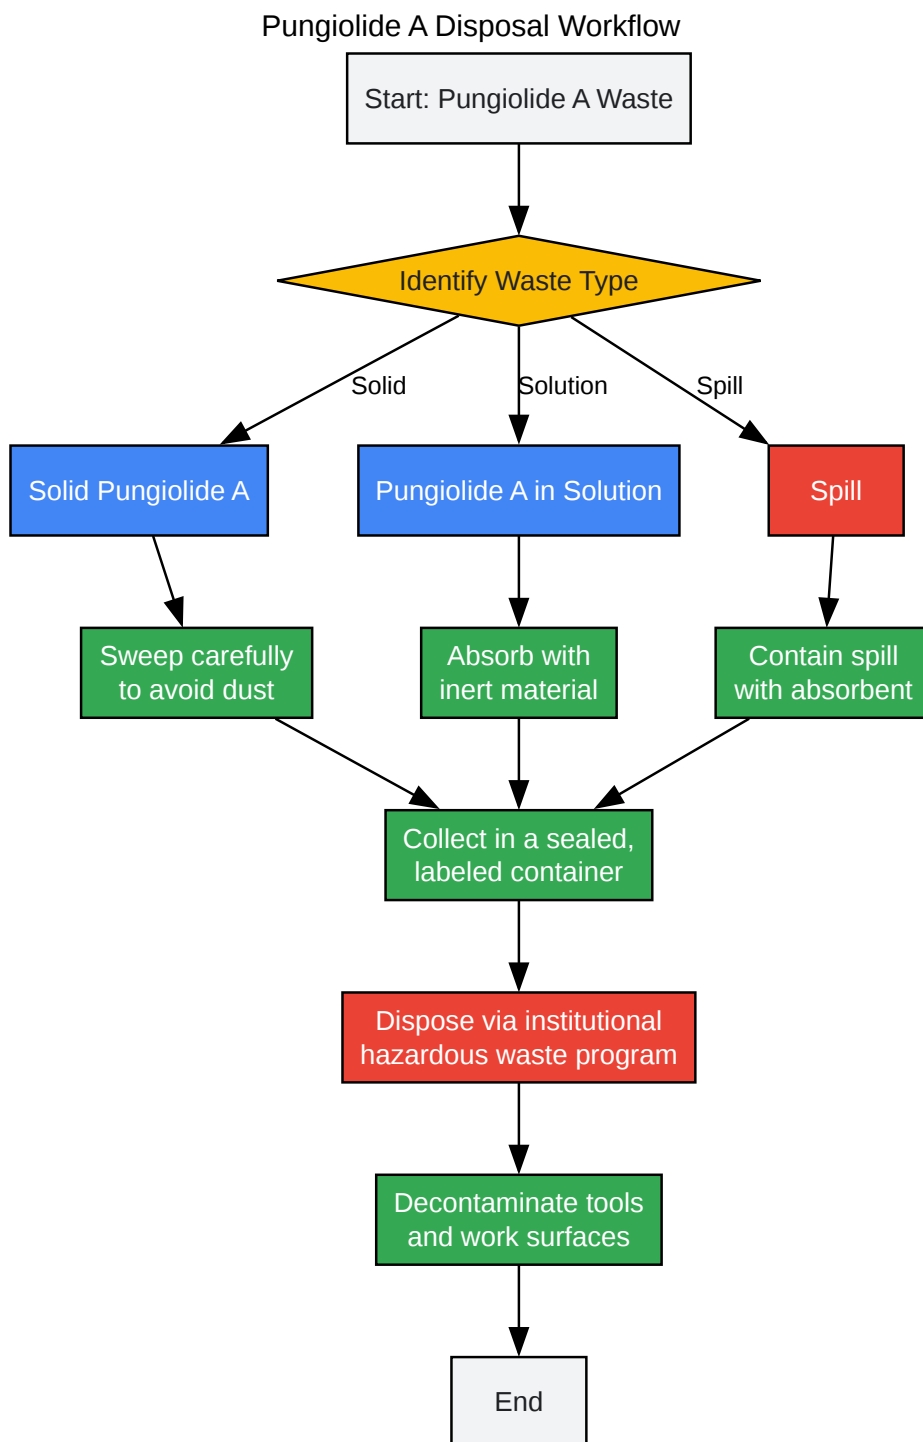 Pungiolide A Disposal Workflow
Start: Pungiolide A Waste
Identify Waste Type
Solid
Solution
Spill
Solid Pungiolide A
Pungiolide A in Solution
Spill
Sweep carefully
to avoid dust
Absorb with
inert material
Contain spill
with absorbent
Collect in a sealed,
labeled container
Dispose via institutional
hazardous waste program
Decontaminate tools
and work surfaces
End